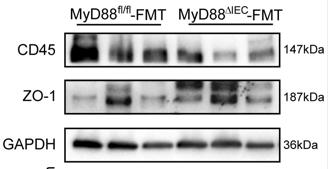 MyD88fl/fl-FMT MyD88ΔIEC-FMT
CD45 147kDa
ZO-1 187kDa
GAPDH 36kDa